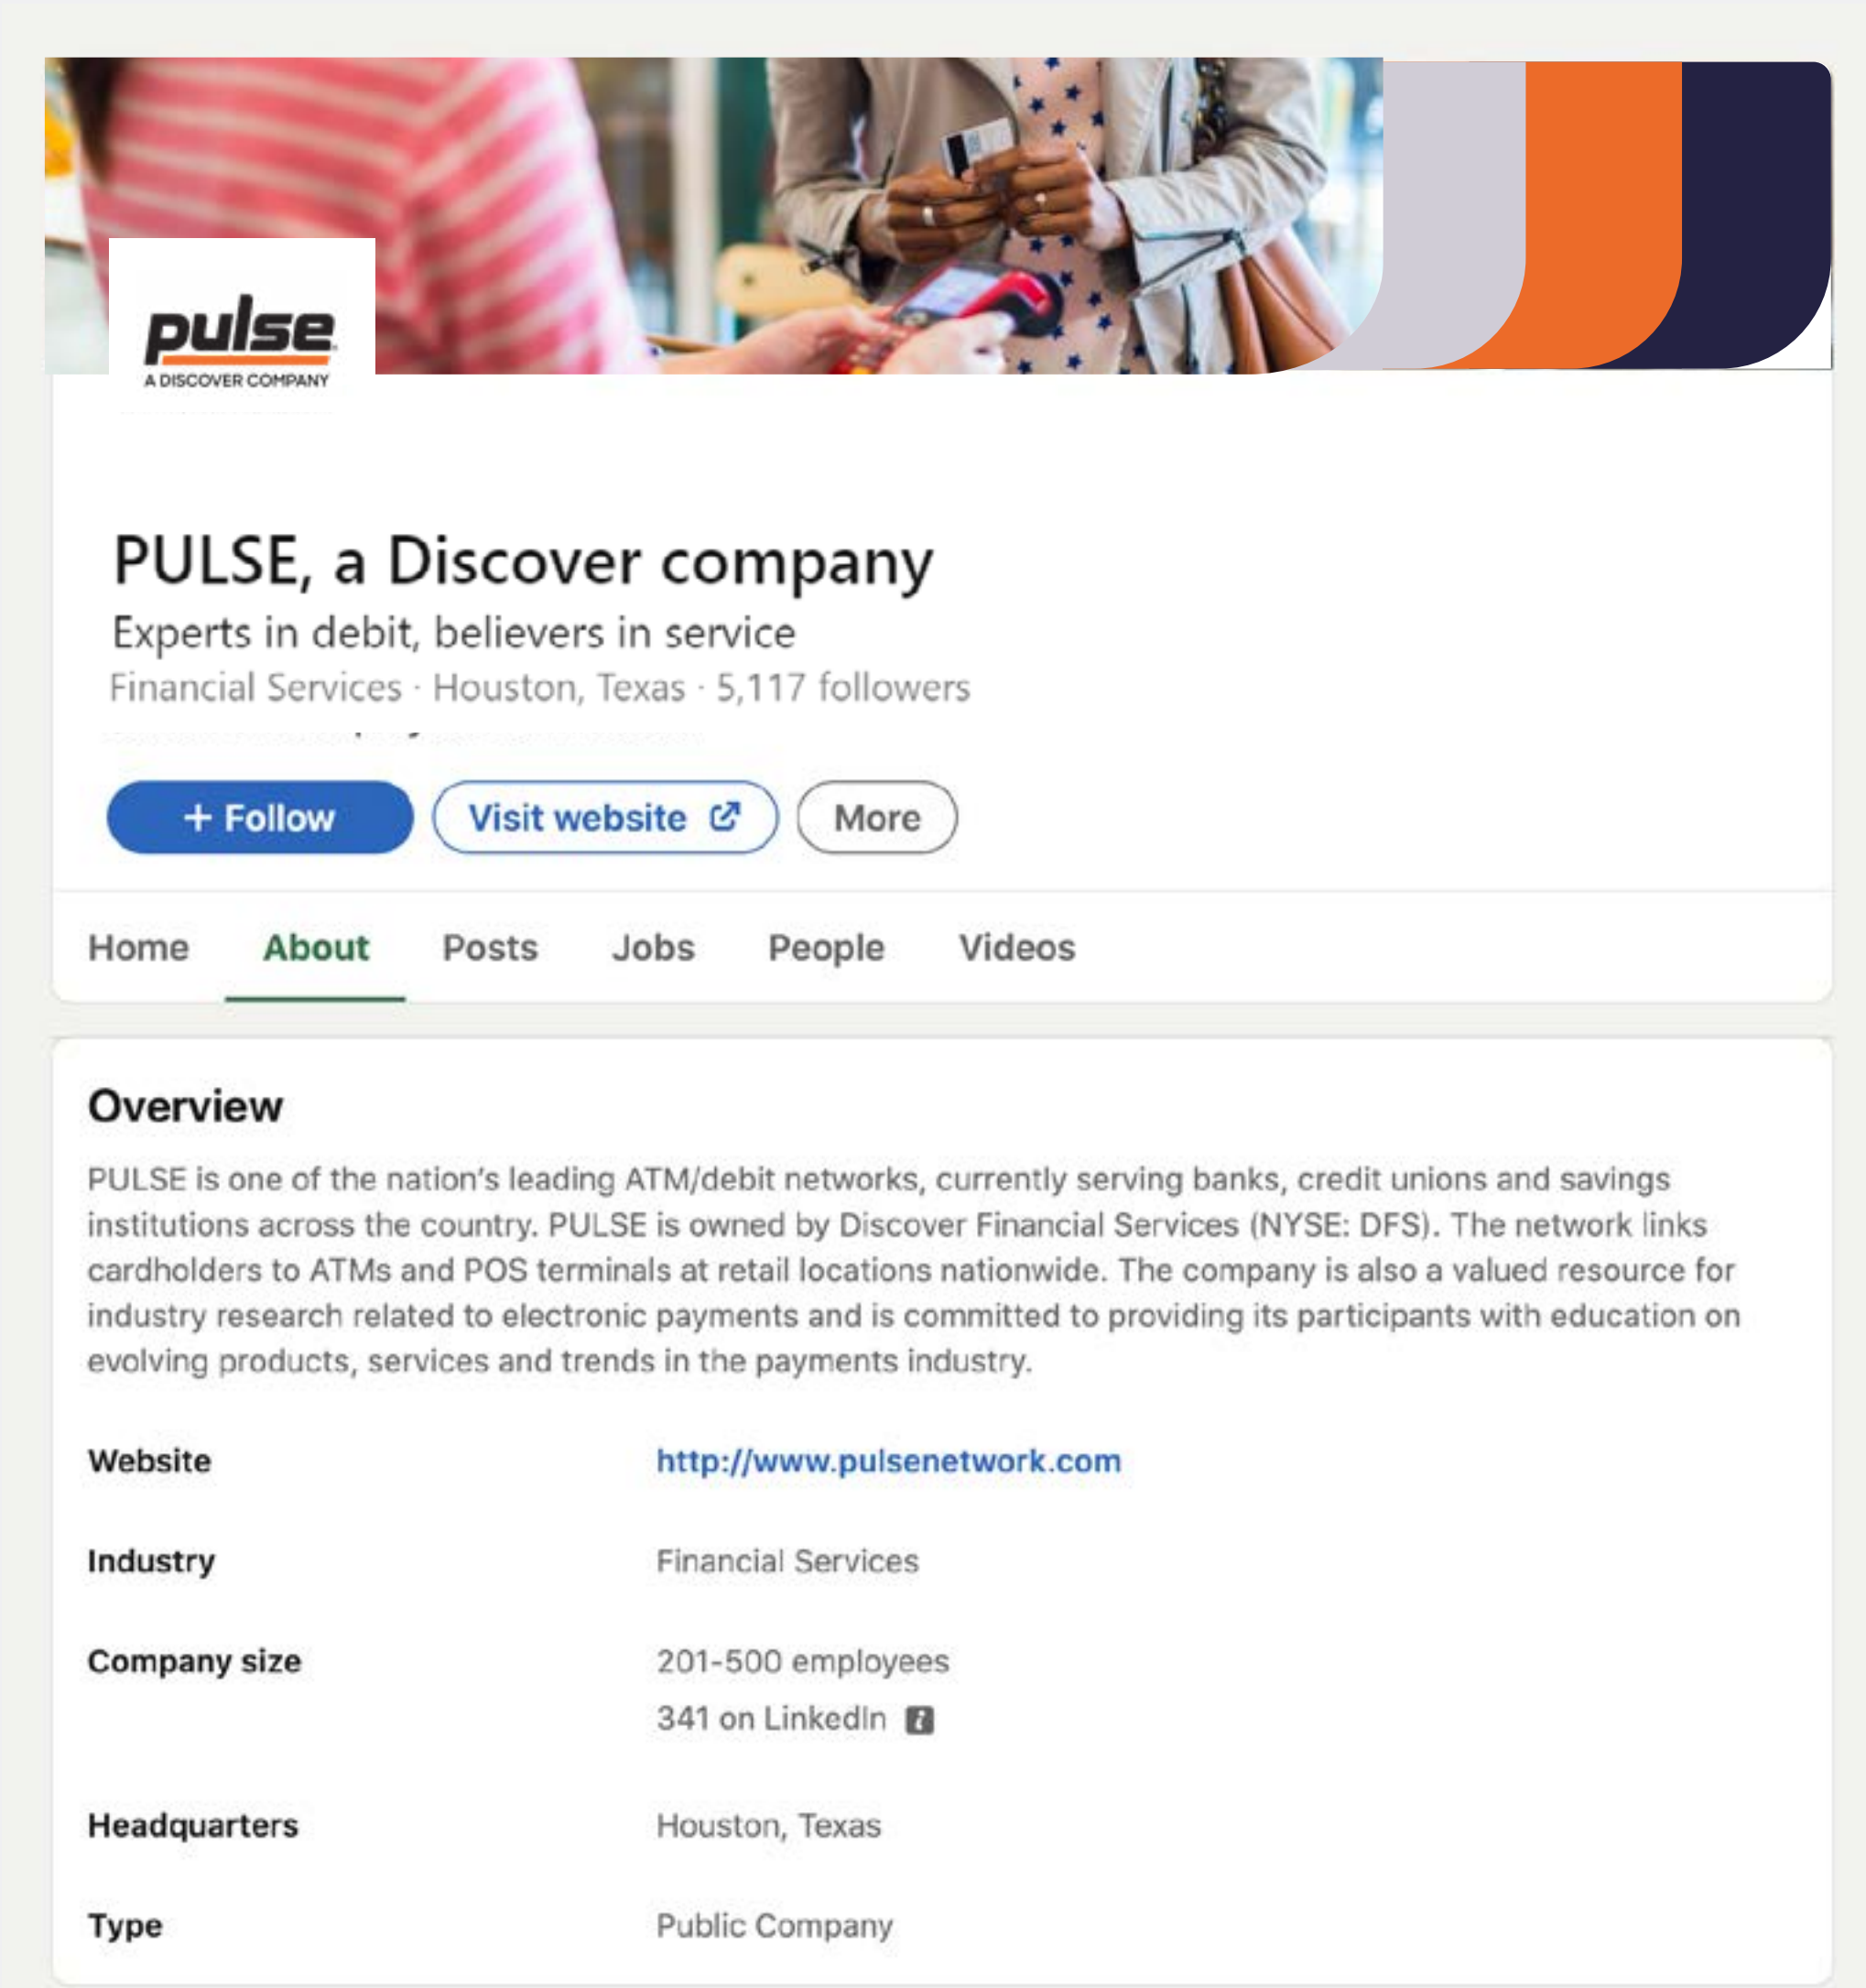 pulse
A DISCOVER COMPANY
PULSE, a Discover company
Experts in debit, believers in service
Financial Services · Houston, Texas · 5,117 followers
+ Follow
Visit website
More
Home About Posts Jobs People Videos
Overview
PULSE is one of the nation's leading ATM/debit networks, currently serving banks, credit unions and savings
institutions across the country. PULSE is owned by Discover Financial Services (NYSE: DFS). The network links
cardholders to ATMs and POS terminals at retail locations nationwide. The company is also a valued resource for
industry research related to electronic payments and is committed to providing its participants with education on
evolving products, services and trends in the payments industry.
Website http://www.pulsenetwork.com
Industry Financial Services
Company size 201-500 employees
341 on LinkedIn
Headquarters Houston, Texas
Type Public Company